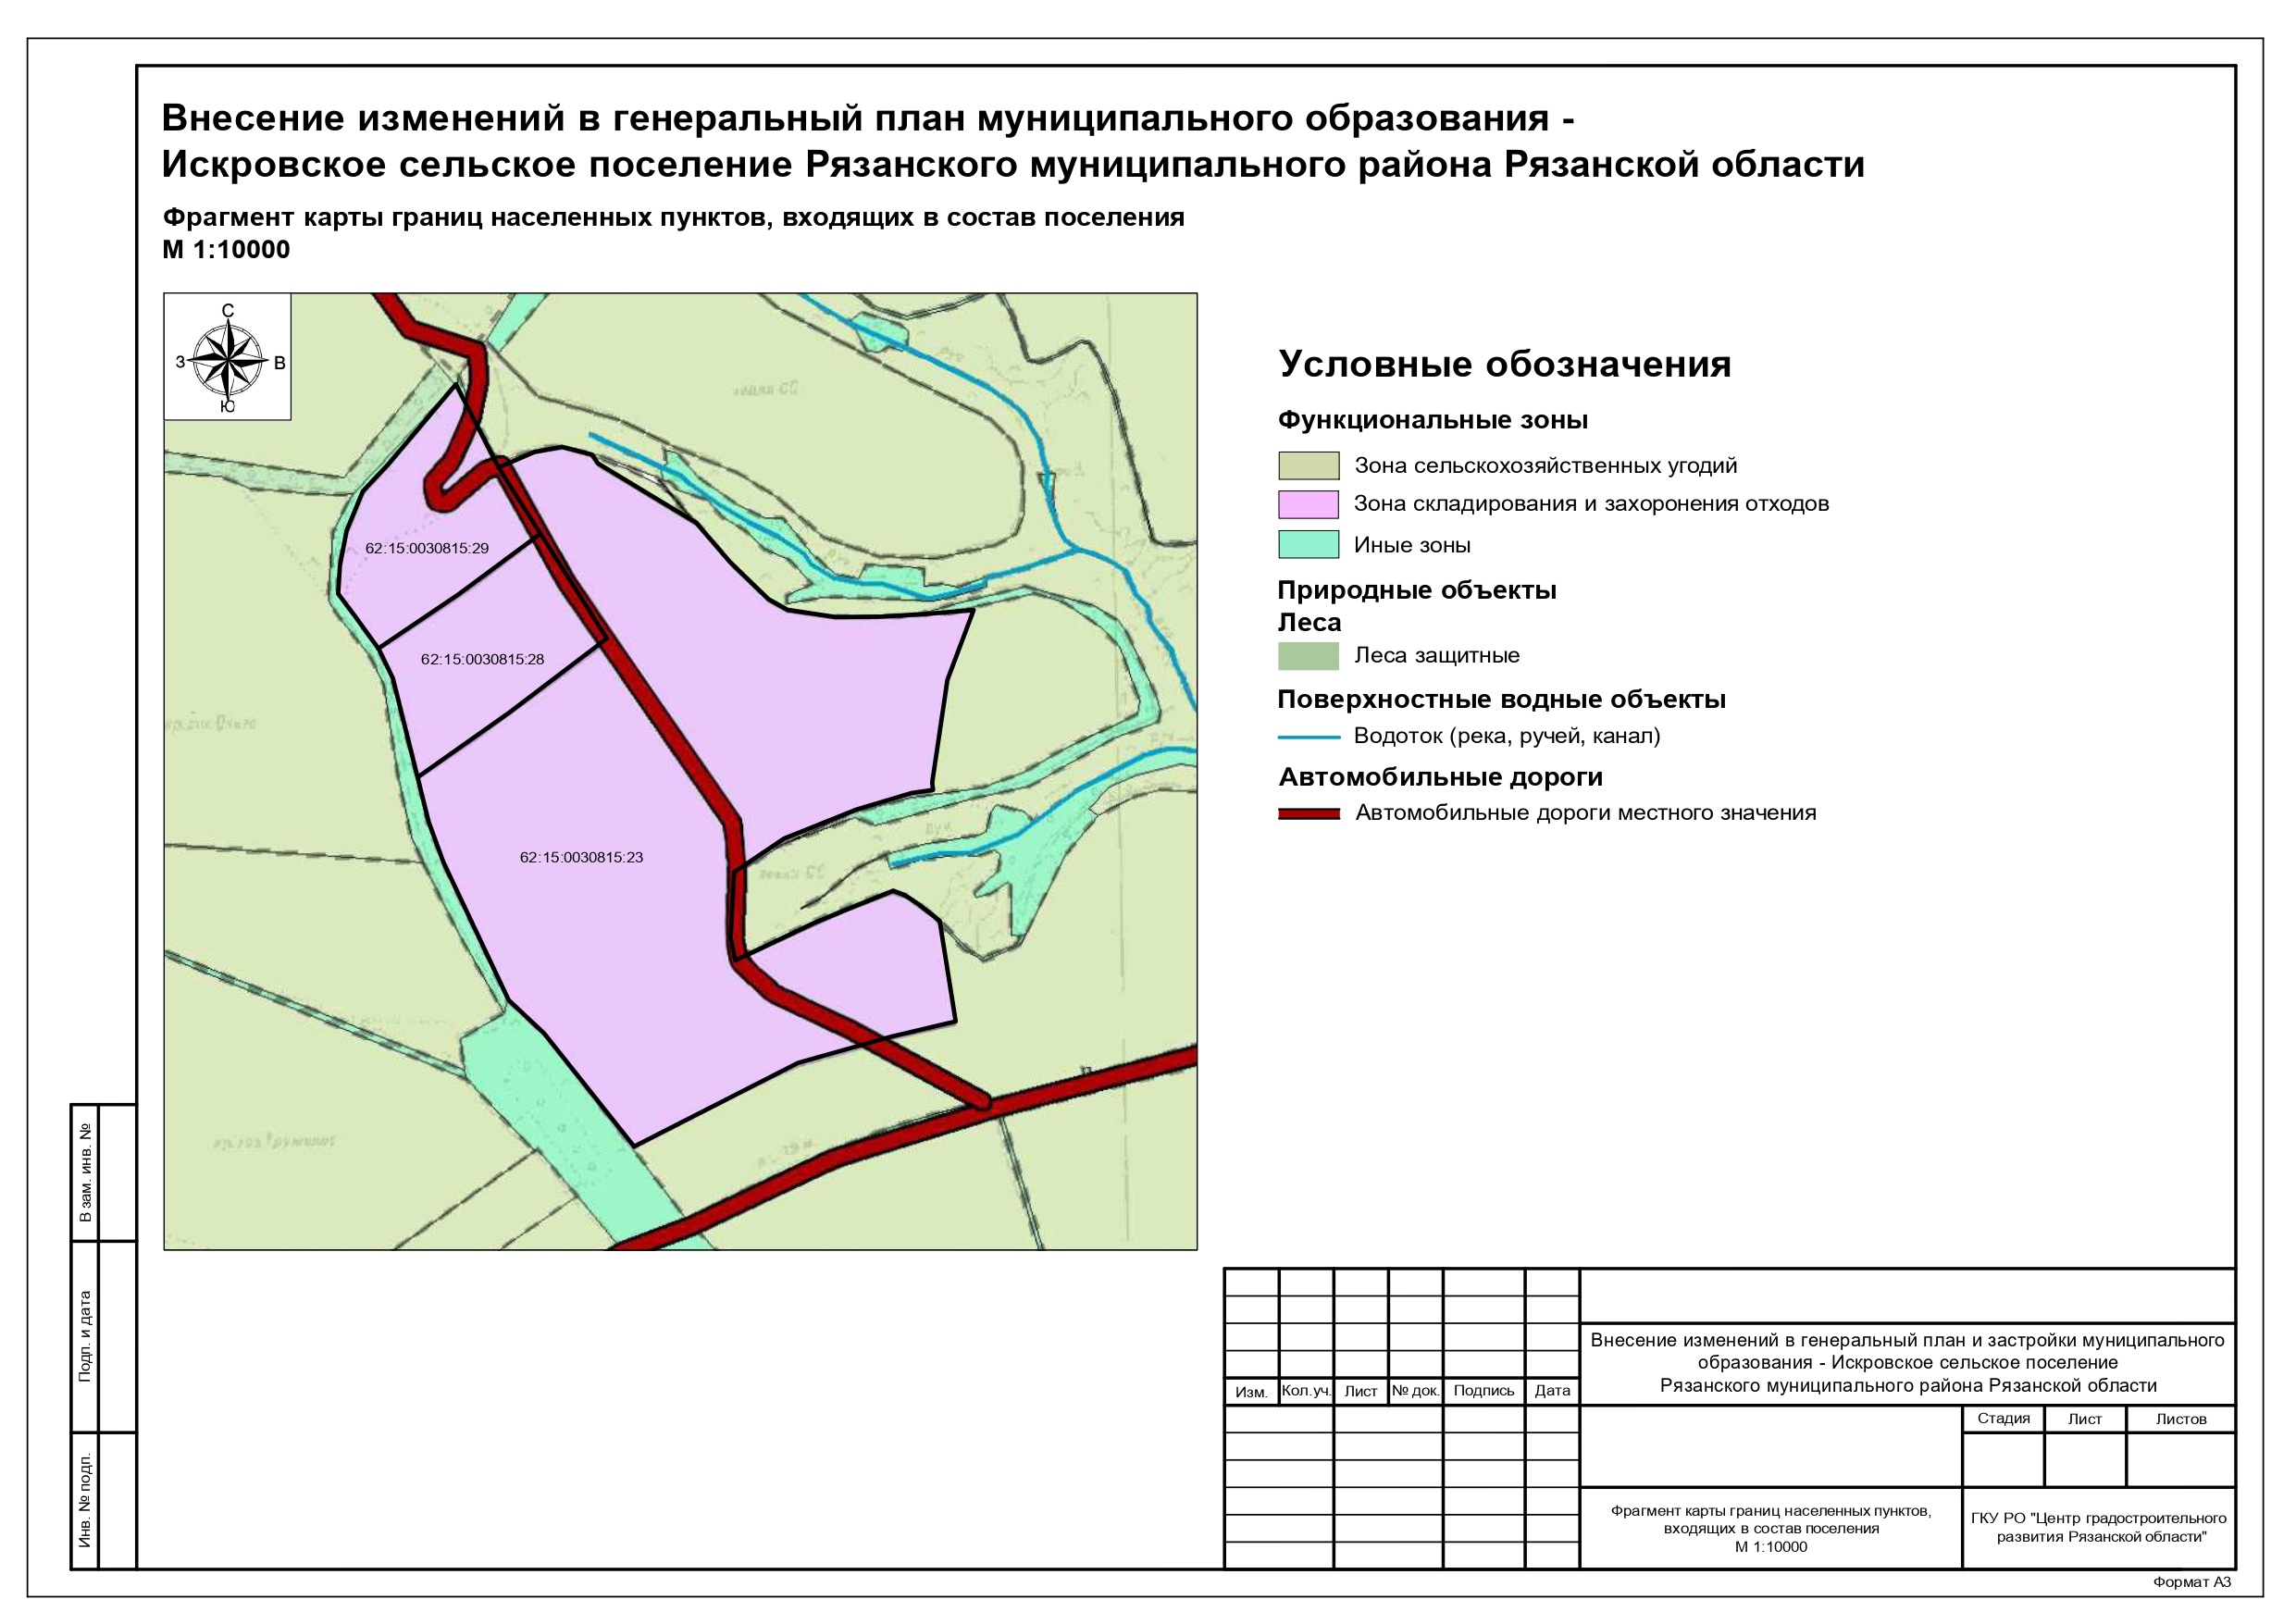 Внесение изменений в генеральный план муниципального образования -
Искровское сельское поселение Рязанского муниципального района Рязанской области
Фрагмент карты границ населенных пунктов, входящих в состав поселения
М 1:10000
С
З
В
Ю
62:15:0030815:29
62:15:0030815:28
62:15:0030815:23
Условные обозначения
Функциональные зоны
Зона сельскохозяйственных угодий
Зона складирования и захоронения отходов
Иные зоны
Природные объекты
Леса
Леса защитные
Поверхностные водные объекты
Водоток (река, ручей, канал)
Автомобильные дороги
Автомобильные дороги местного значения
Взам. инв. №
Подп. и дата
Инв. № подп.
Изм.
Кол.уч.
Лист
№ док.
Подпись
Дата
Внесение изменений в генеральный план и застройки муниципального
образования - Искровское сельское поселение
Рязанского муниципального района Рязанской области
Стадия
Лист
Листов
Фрагмент карты границ населенных пунктов,
входящих в состав поселения
М 1:10000
ГКУ РО "Центр градостроительного
развития Рязанской области"
Формат А3